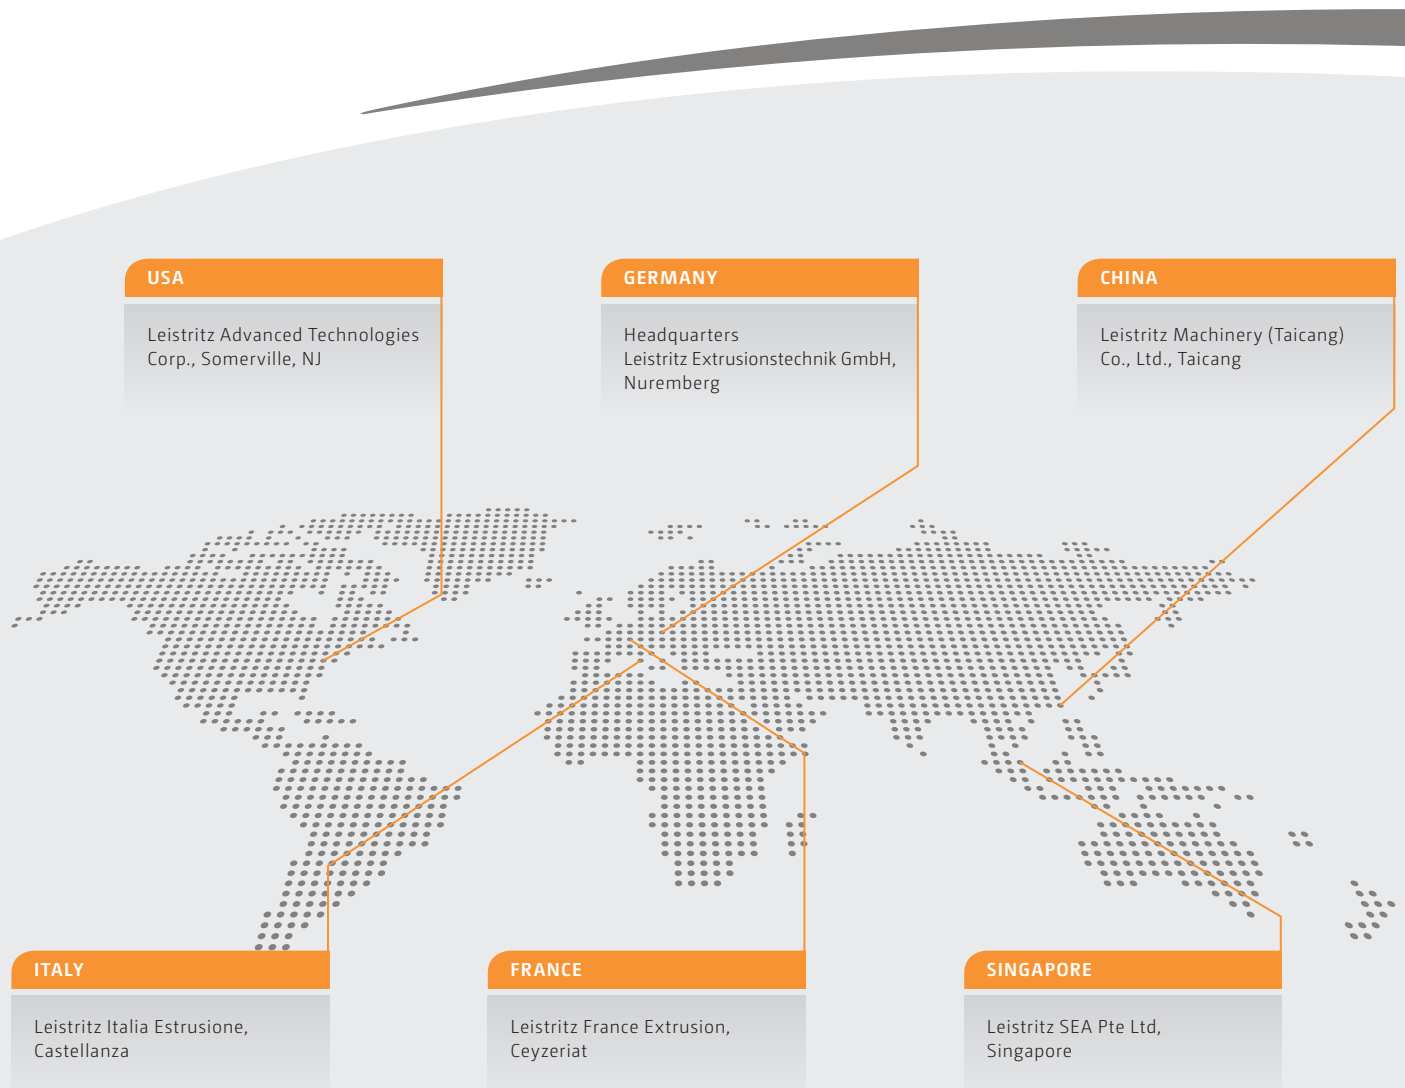 USA
Leistritz Advanced Technologies
Corp., Somerville, NJ
GERMANY
Headquarters
Leistritz Extrusionstechnik GmbH,
Nuremberg
CHINA
Leistritz Machinery (Taicang)
Co., Ltd., Taicang
ITALY
Leistritz Italia Estrusione,
Castellanza
FRANCE
Leistritz France Extrusion,
Ceyzeriat
SINGAPORE
Leistritz SEA Pte Ltd,
Singapore